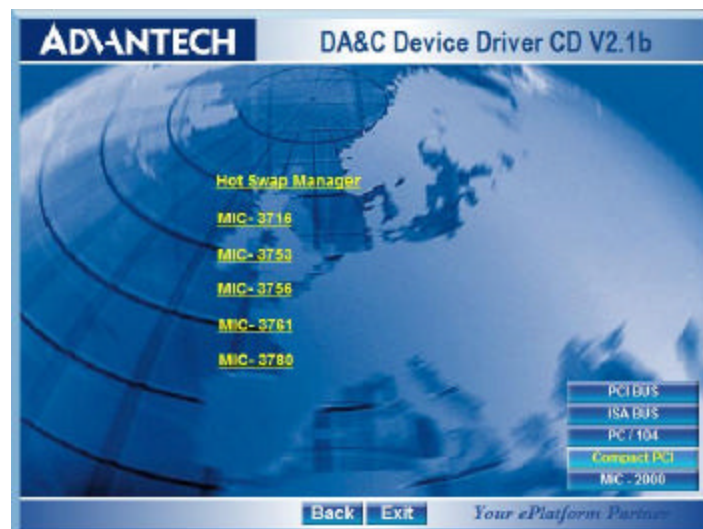 ADVANTECH DA&C Device Driver CD V2.1b
Hot Swap Manager
MIC- 3716
MIC- 3753
MIC- 3756
MIC- 3761
MIC- 3780
PCI BUS
ISA BUS
PC / 104
Compact PCI
MIC - 2000
Back Exit Your ePlatform Partner